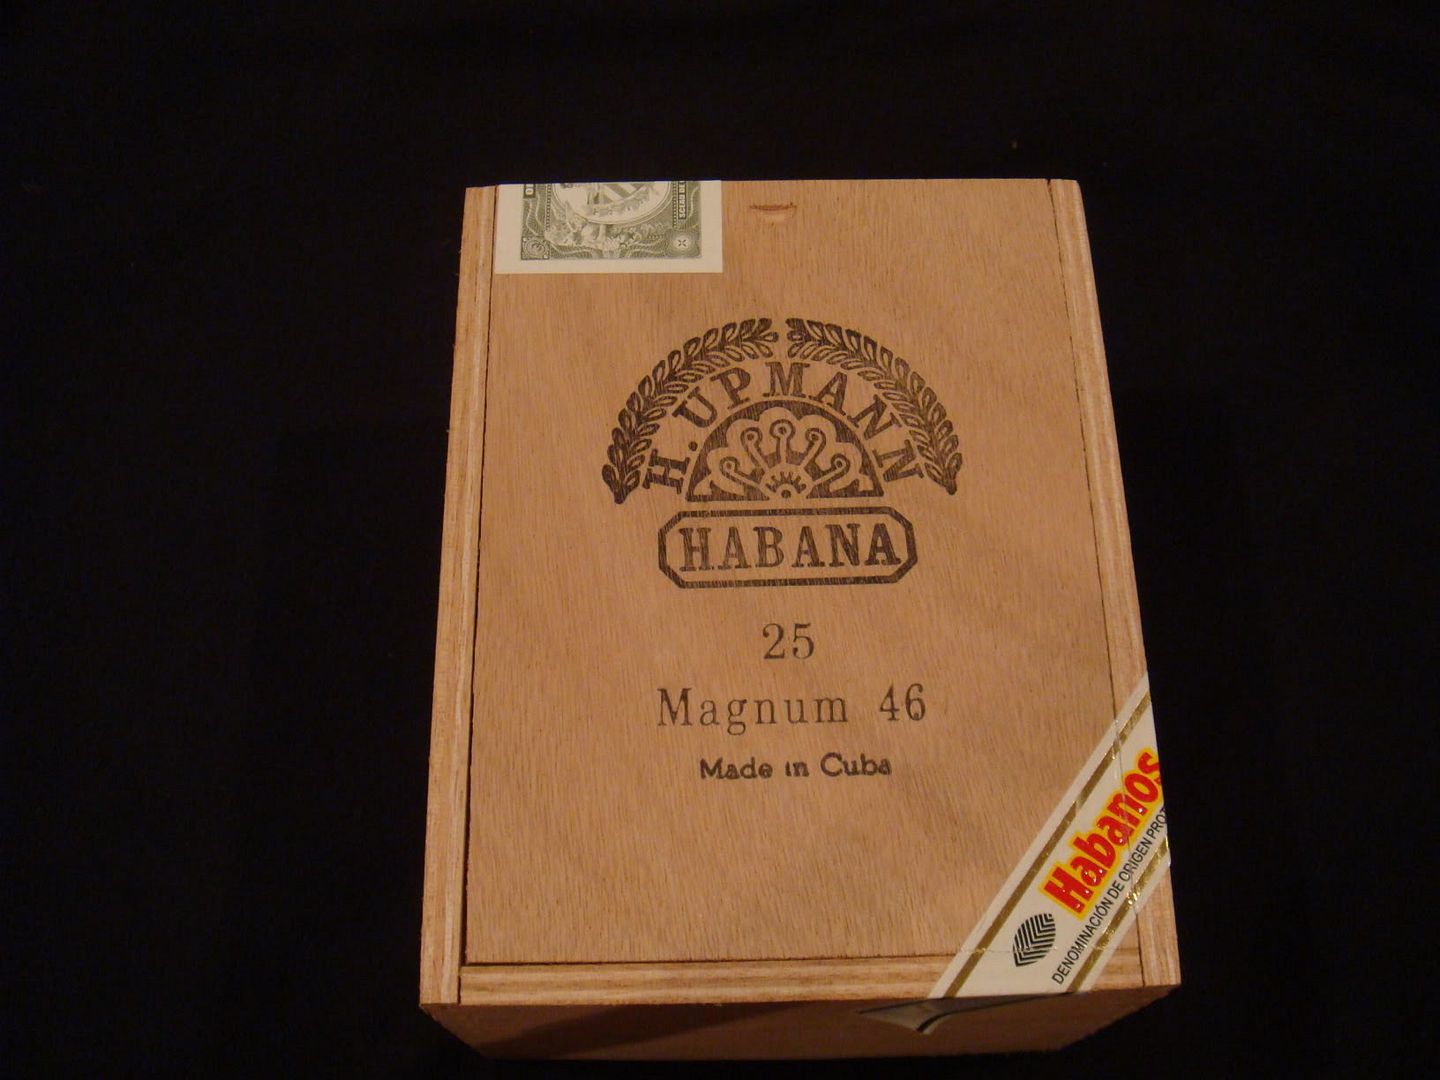 H. UPMANN
HABANA
25
Magnum 46
Made in Cuba
Habanos
DENOMINACIÓN DE ORIGEN PROT